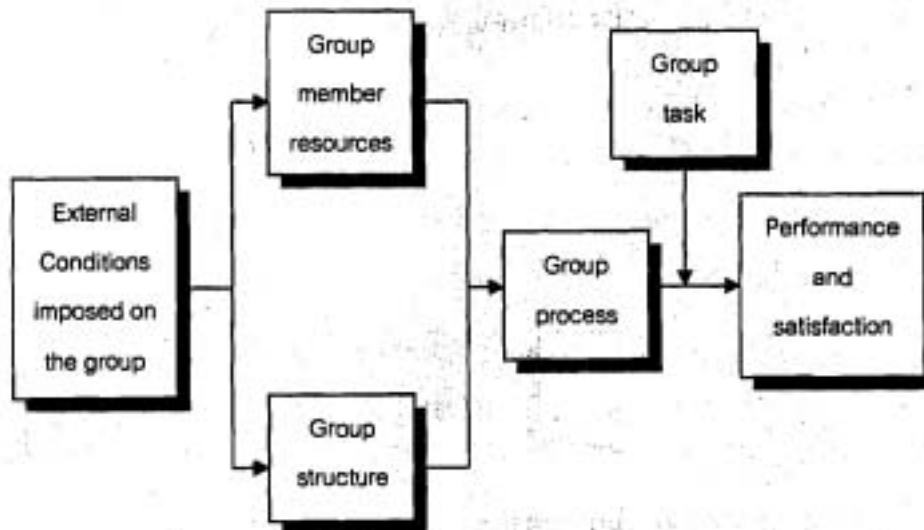 External
Conditions
imposed on
the group
Group
member
resources
Group
structure
Group
process
Group
task
Performance
and
satisfaction